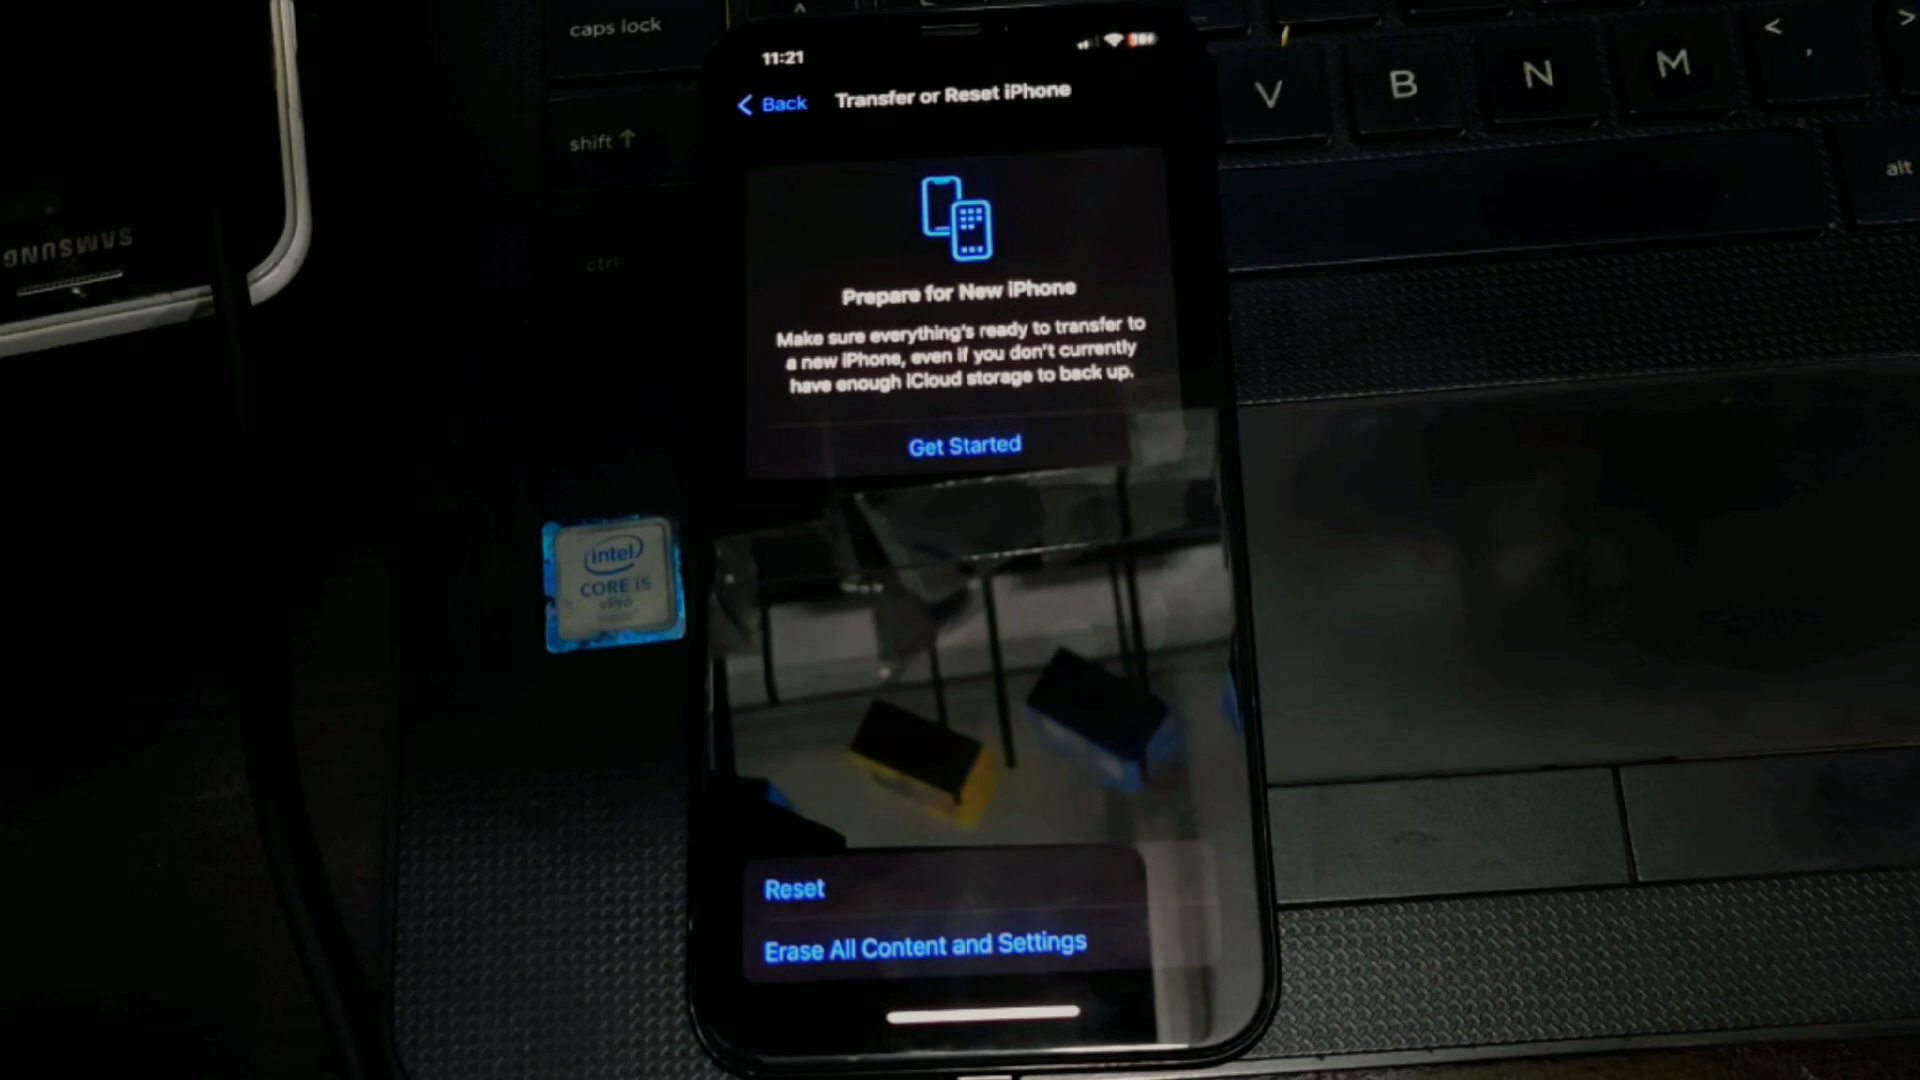 caps lock
shift
ctrl
V
B
N
M
<
,
>
alt
SAMSUNG
intel
CORE i5
vPro
11:21
Back
Transfer or Reset iPhone
Prepare for New iPhone
Make sure everything's ready to transfer to
a new iPhone, even if you don't currently
have enough iCloud storage to back up.
Get Started
Reset
Erase All Content and Settings